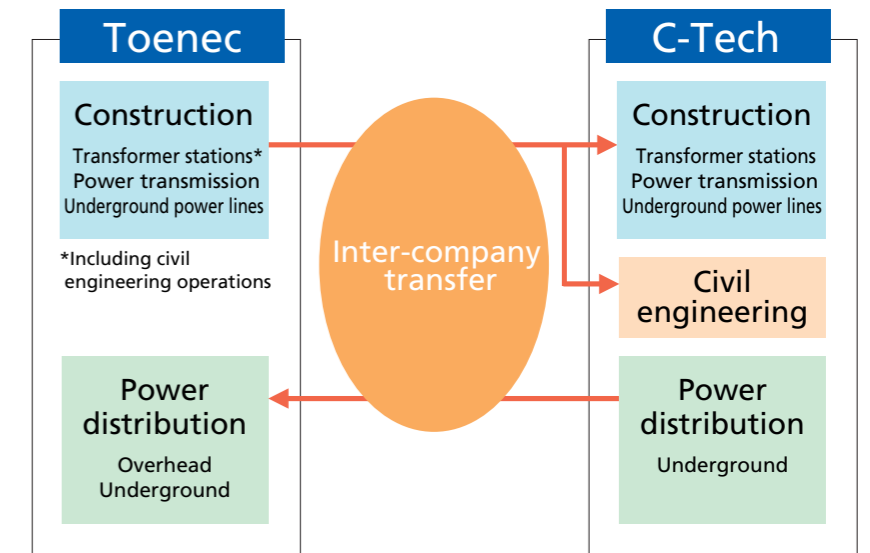 Toenec
Construction
Transformer stations*
Power transmission
Underground power lines
*Including civil
engineering operations
Power
distribution
Overhead
Underground
Inter-company
transfer
C-Tech
Construction
Transformer stations
Power transmission
Underground power lines
Civil
engineering
Power
distribution
Underground